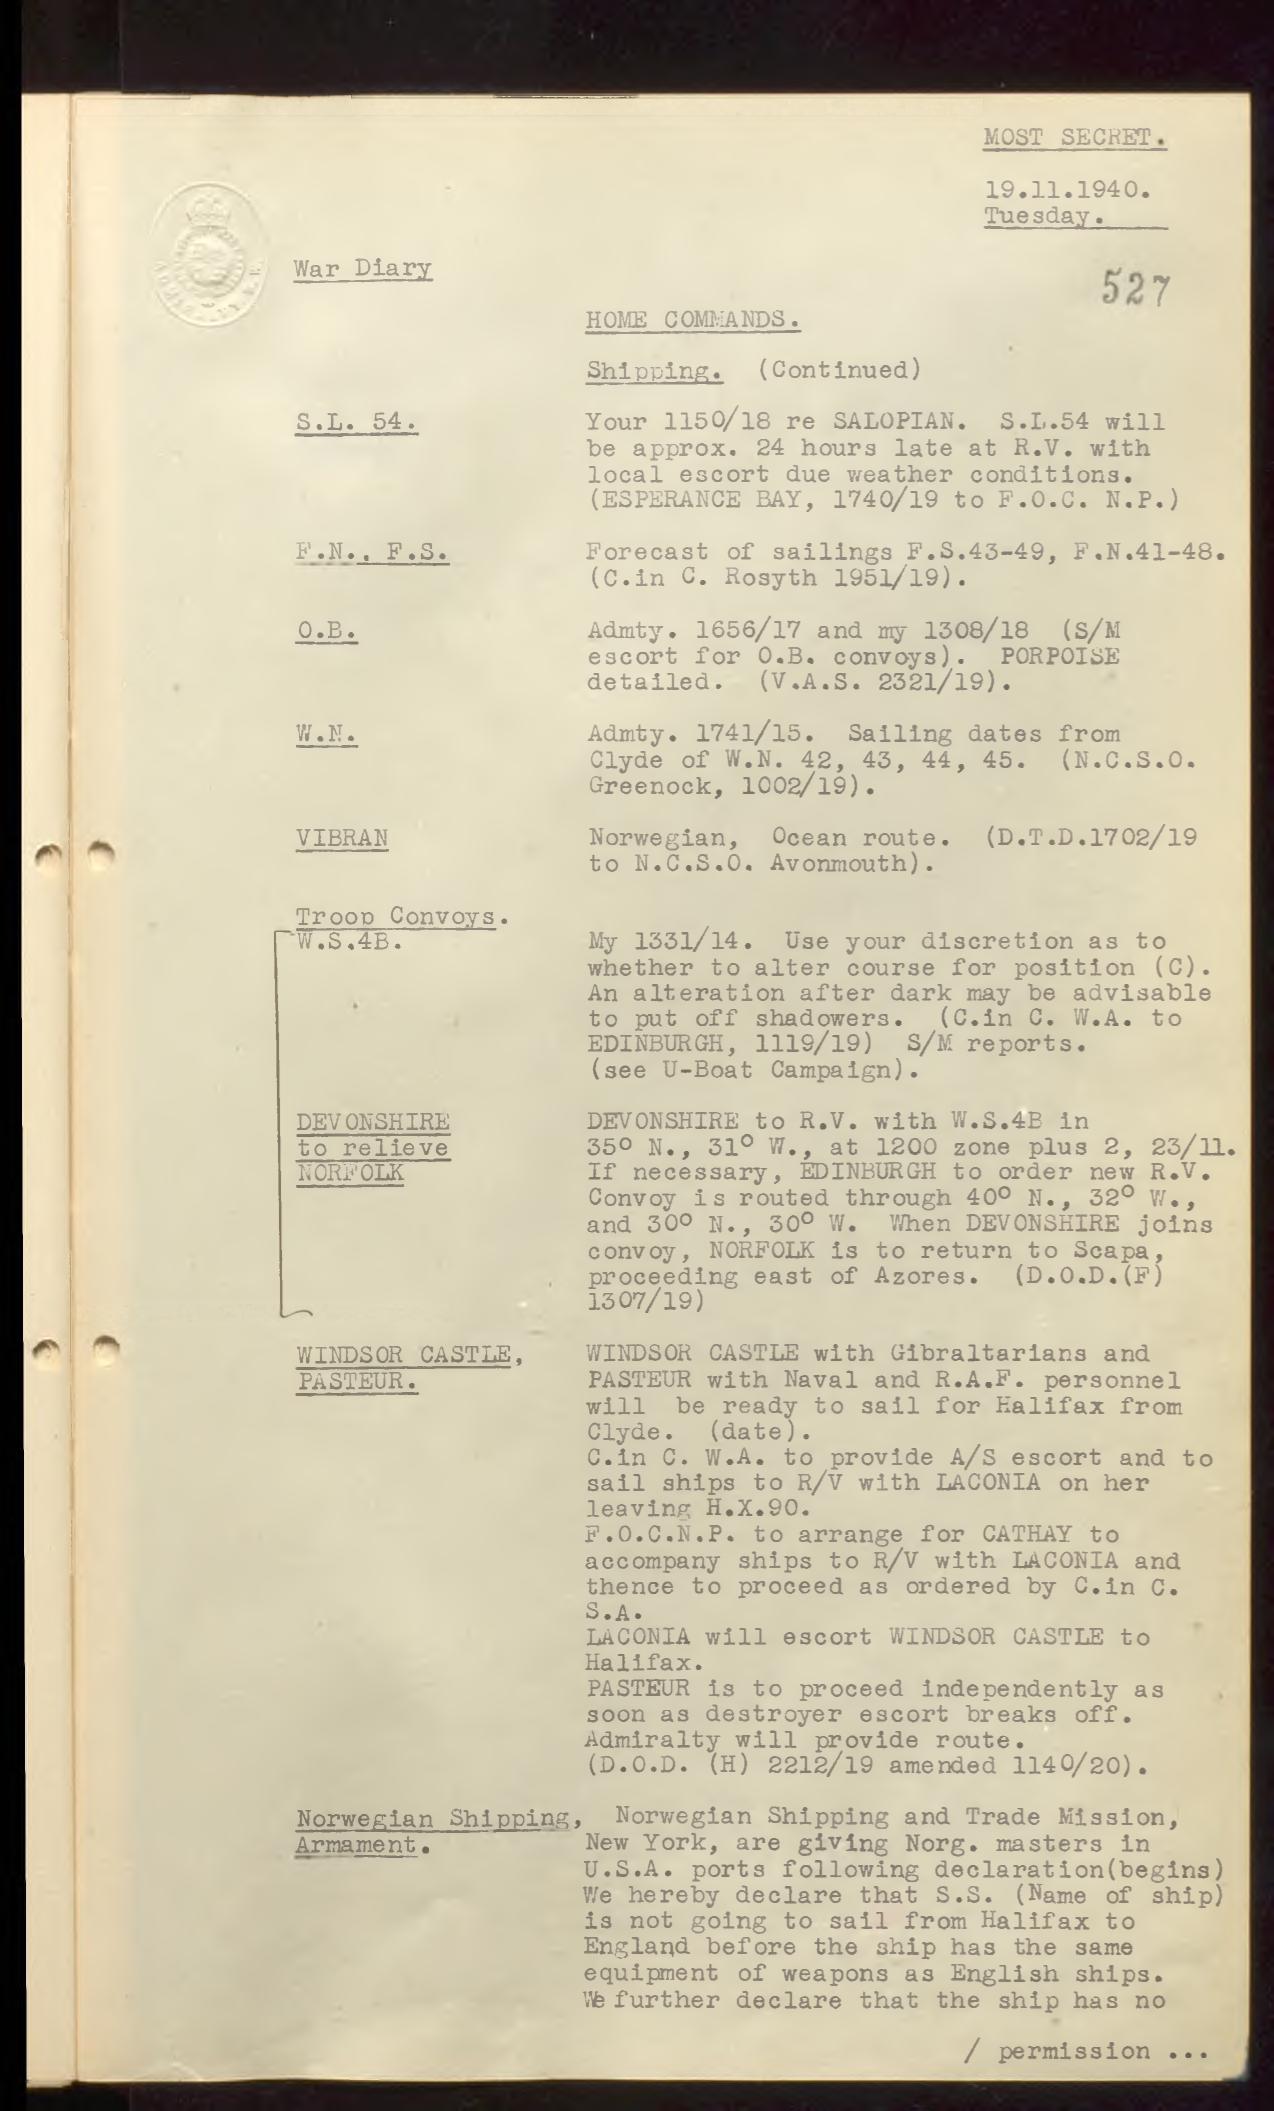 MOST SECRET.
19.11.1940.
Tuesday.
War Diary
527
HOME COMMANDS.
Shipping. (Continued)
S.L. 54.
Your 1150/18 re SALOPIAN. S.L.54 will
be approx. 24 hours late at R.V. with
local escort due weather conditions.
(ESPERANCE BAY, 1740/19 to F.O.C. N.P.)
F.N., F.S.
Forecast of sailings F.S.43-49, F.N.41-48.
(C.in C. Rosyth 1951/19).
O.B.
Admty. 1656/17 and my 1308/18 (S/M
escort for O.B. convoys). PORPOISE
detailed. (V.A.S. 2321/19).
W.N.
Admty. 1741/15. Sailing dates from
Clyde of W.N. 42, 43, 44, 45. (N.C.S.O.
Greenock, 1002/19).
VIBRAN
Norwegian, Ocean route. (D.T.D.1702/19
to N.C.S.O. Avonmouth).
Troop Convoys.
W.S.4B.
My 1331/14. Use your discretion as to
whether to alter course for position (C).
An alteration after dark may be advisable
to put off shadowers. (C.in C. W.A. to
EDINBURGH, 1119/19) S/M reports.
(see U-Boat Campaign).
DEVONSHIRE
to relieve
NORFOLK
DEVONSHIRE to R.V. with W.S.4B in
35º N., 31º W., at 1200 zone plus 2, 23/11.
If necessary, EDINBURGH to order new R.V.
Convoy is routed through 40º N., 32º W.,
and 30º N., 30º W. When DEVONSHIRE joins
convoy, NORFOLK is to return to Scapa,
proceeding east of Azores. (D.O.D.(F)
1307/19)
WINDSOR CASTLE,
PASTEUR.
WINDSOR CASTLE with Gibraltarians and
PASTEUR with Naval and R.A.F. personnel
will be ready to sail for Halifax from
Clyde. (date).
C.in C. W.A. to provide A/S escort and to
sail ships to R/V with LACONIA on her
leaving H.X.90.
F.O.C.N.P. to arrange for CATHAY to
accompany ships to R/V with LACONIA and
thence to proceed as ordered by C.in C.
S.A.
LACONIA will escort WINDSOR CASTLE to
Halifax.
PASTEUR is to proceed independently as
soon as destroyer escort breaks off.
Admiralty will provide route.
(D.O.D. (H) 2212/19 amended 1140/20).
Norwegian Shipping,
Armament.
Norwegian Shipping and Trade Mission,
New York, are giving Norg. masters in
U.S.A. ports following declaration(begins)
We hereby declare that S.S. (Name of ship)
is not going to sail from Halifax to
England before the ship has the same
equipment of weapons as English ships.
We further declare that the ship has no
/ permission ...